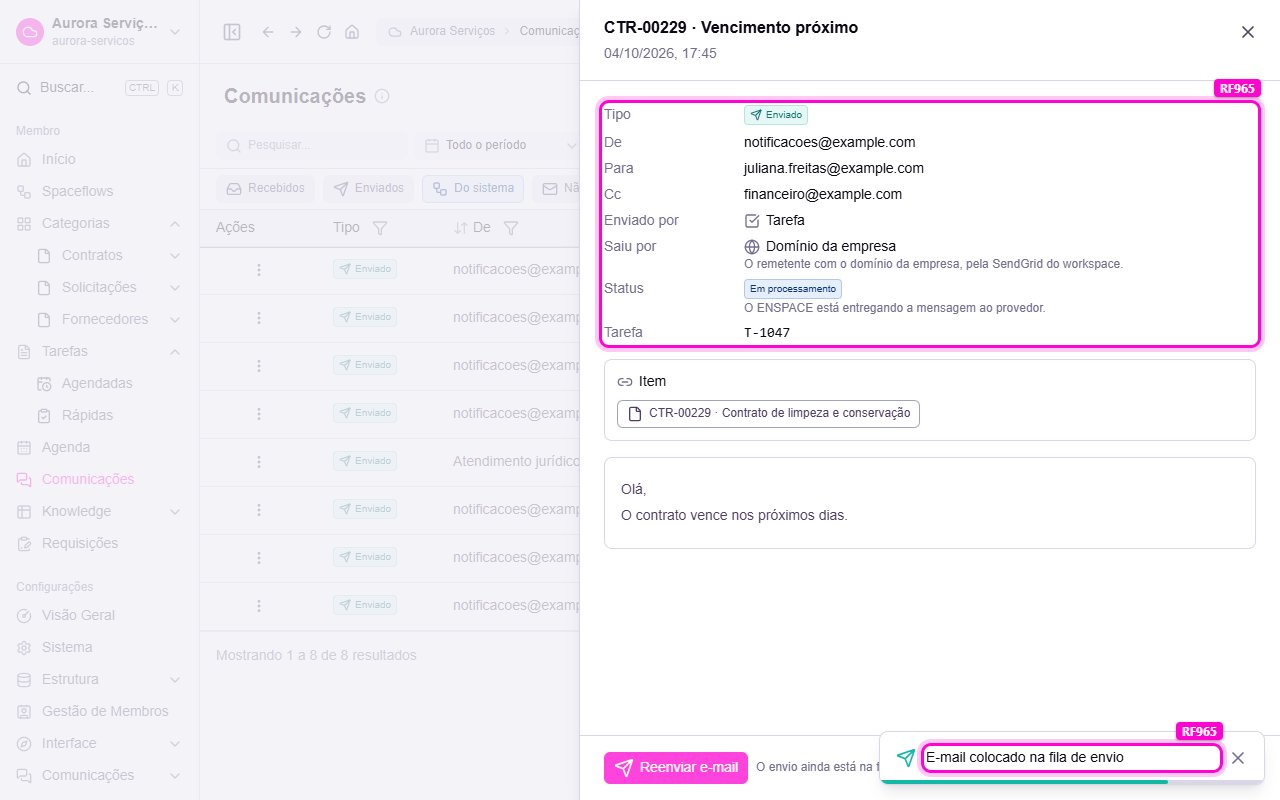 Aurora Serviç...
aurora-servicos
Buscar...
CTRL K
Membro
Início
Spaceflows
Categorias
Contratos
Solicitações
Fornecedores
Tarefas
Agendadas
Rápidas
Agenda
Comunicações
Knowledge
Requisições
Configurações
Visão Geral
Sistema
Estrutura
Gestão de Membros
Interface
Comunicações
Aurora Serviços
Comunicaç
Comunicações
Pesquisar...
Todo o período
Recebidos
Enviados
Do sistema
Nã
Ações Tipo De
Enviado notificacoes@examp
Enviado notificacoes@examp
Enviado notificacoes@examp
Enviado notificacoes@examp
Enviado Atendimento jurídico
Enviado notificacoes@examp
Enviado notificacoes@examp
Enviado notificacoes@examp
Mostrando 1 a 8 de 8 resultados
CTR-00229 · Vencimento próximo
04/10/2026, 17:45
RF965
Tipo Enviado
De notificacoes@example.com
Para juliana.freitas@example.com
Cc financeiro@example.com
Enviado por Tarefa
Saiu por Domínio da empresa
O remetente com o domínio da empresa, pela SendGrid do workspace.
Status Em processamento
O ENSPACE está entregando a mensagem ao provedor.
Tarefa T-1047
Item
CTR-00229 · Contrato de limpeza e conservação
Olá,
O contrato vence nos próximos dias.
Reenviar e-mail
O envio ainda está na f
RF965
E-mail colocado na fila de envio